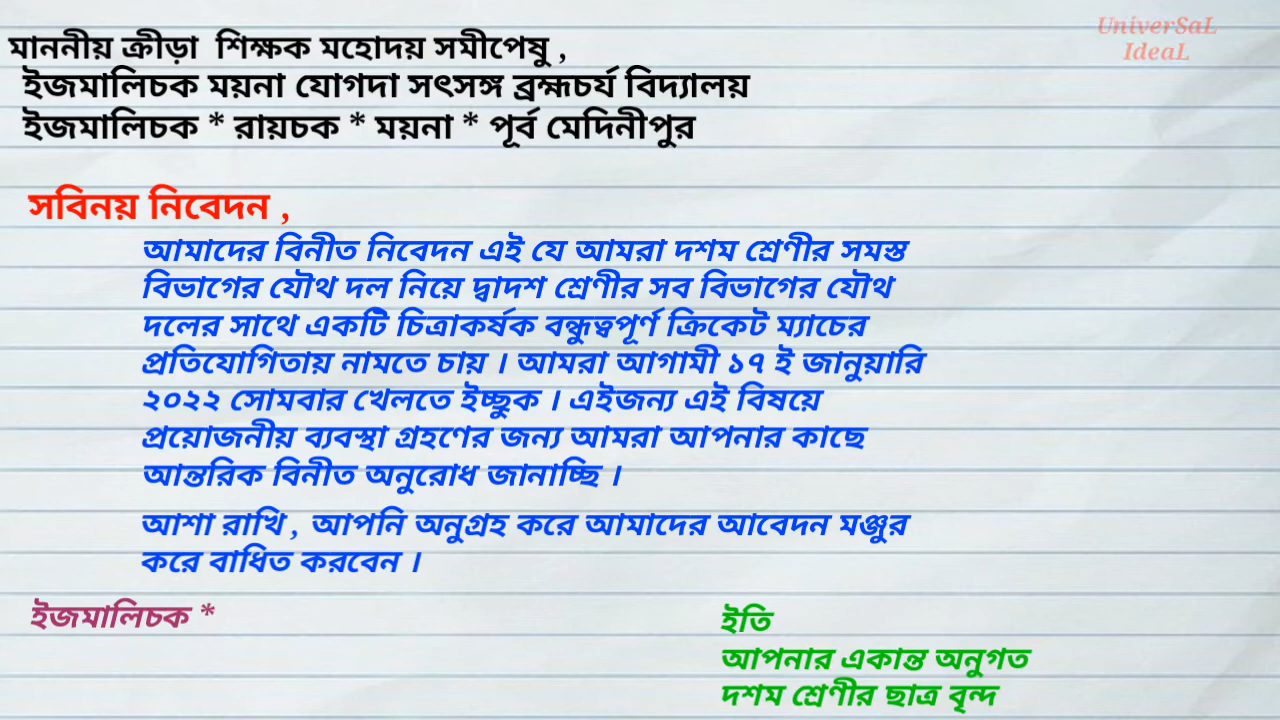 UniverSaL
IdeaL
মাননীয় ক্রীড়া শিক্ষক মহোদয় সমীপেষু ,
ইজমালিচক ময়না যোগদা সৎসঙ্গ ব্রহ্মচর্য বিদ্যালয়
ইজমালিচক * রায়চক * ময়না * পূর্ব মেদিনীপুর
সবিনয় নিবেদন ,
আমাদের বিনীত নিবেদন এই যে আমরা দশম শ্রেণীর সমস্ত
বিভাগের যৌথ দল নিয়ে দ্বাদশ শ্রেণীর সব বিভাগের যৌথ
দলের সাথে একটি চিত্রাকর্ষক বন্ধুত্বপূর্ণ ক্রিকেট ম্যাচের
প্রতিযোগিতায় নামতে চায় । আমরা আগামী ১৭ ই জানুয়ারি
২০২২ সোমবার খেলতে ইচ্ছুক । এইজন্য এই বিষয়ে
প্রয়োজনীয় ব্যবস্থা গ্রহণের জন্য আমরা আপনার কাছে
আন্তরিক বিনীত অনুরোধ জানাচ্ছি ।
আশা রাখি , আপনি অনুগ্রহ করে আমাদের আবেদন মঞ্জুর
করে বাধিত করবেন ।
ইজমালিচক *
ইতি
আপনার একান্ত অনুগত
দশম শ্রেণীর ছাত্র বৃন্দ